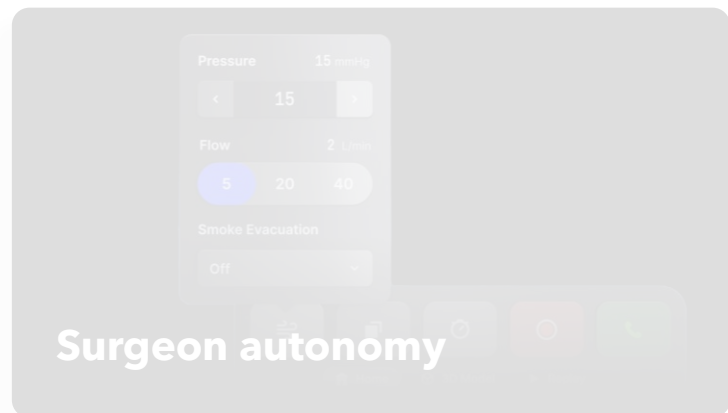 Pressure 15 mmHg
‹ 15 ›
Flow 2 L/min
5 20 40
Smoke Evacuation
Off
Surgeon autonomy